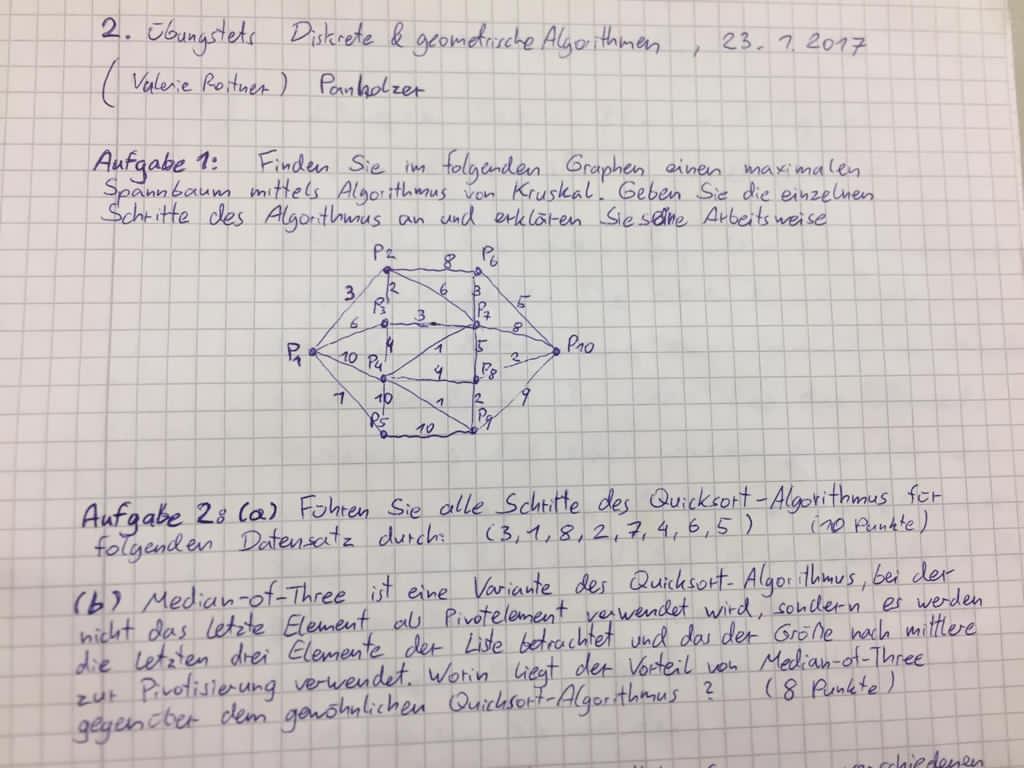 2. Übungstets Diskrete & geometrische Algorithmen, 23.1.2017
(Valerie Roitner) Panholzer
Aufgabe 1: Finden Sie im folgenden Graphen einen maximalen
Spannbaum mittels Algorithmus von Kruskal. Geben Sie die einzelnen
Schritte des Algorithmus an und erklären Sie seine Arbeitsweise
P2 8 P6
3 2 6 3 5
P3 3 P7
6 8
P1 10 4 1 5 P10
P4 4 P8 3
7 10 1 2 9
P5 10 P9
Aufgabe 2: (a) Führen Sie alle Schritte des Quicksort-Algorithmus für
folgenden Datensatz durch: (3, 1, 8, 2, 7, 4, 6, 5) (10 Punkte)
(b) Median-of-Three ist eine Variante des Quicksort-Algorithmus, bei der
nicht das letzte Element als Pivotelement verwendet wird, sondern es werden
die letzten drei Elemente der Liste betrachtet und das der Größe nach mittlere
zur Pivotisierung verwendet. Worin liegt der Vorteil von Median-of-Three
gegenüber dem gewöhnlichen Quicksort-Algorithmus? (8 Punkte)